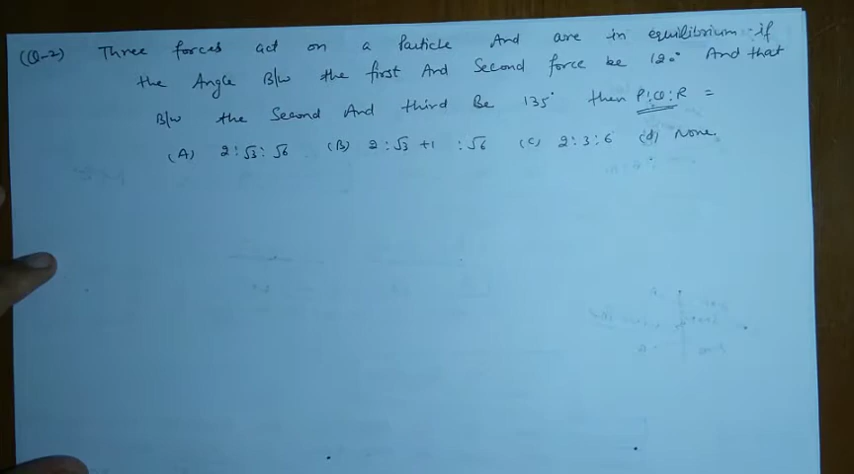 (Q-2) Three forces act on a Particle And are in equilibrium if
the Angle B/w the first And Second force be 120° And that
B/w the Second And third Be 135° then P:Q:R =
(A) 2:√3:√6 (B) 2:√3+1:√6 (C) 2:3:6 (d) None